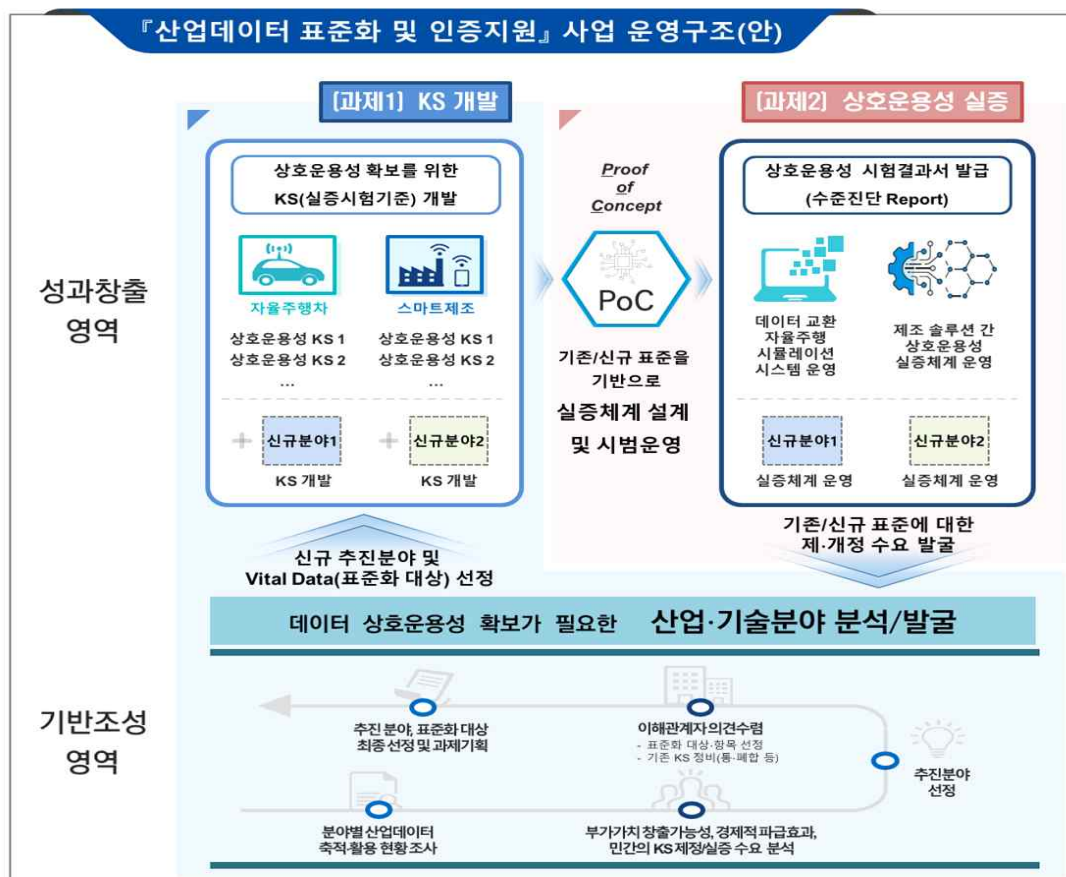 『산업데이터 표준화 및 인증지원』 사업 운영구조(안)
성과창출
영역
[과제1] KS 개발
상호운용성 확보를 위한
KS(실증시험기준) 개발
자율주행차
상호운용성 KS 1
상호운용성 KS 2
...
스마트제조
상호운용성 KS 1
상호운용성 KS 2
...
+ 신규분야1
KS 개발
+ 신규분야2
KS 개발
Proof
of
Concept
PoC
기존/신규 표준을
기반으로
실증체계 설계
및 시범운영
[과제2] 상호운용성 실증
상호운용성 시험결과서 발급
(수준진단 Report)
데이터 교환
자율주행
시뮬레이션
시스템 운영
제조 솔루션 간
상호운용성
실증체계 운영
신규분야1
실증체계 운영
신규분야2
실증체계 운영
신규 추진분야 및
Vital Data(표준화 대상) 선정
기존/신규 표준에 대한
제·개정 수요 발굴
기반조성
영역
데이터 상호운용성 확보가 필요한 산업·기술분야 분석/발굴
추진 분야, 표준화 대상
최종 선정 및 과제기획
이해관계자 의견수렴
- 표준화 대상·항목 선정
- 기존 KS 정비(통·폐합 등)
추진분야
선정
분야별 산업데이터
축적·활용 현황 조사
부가가치 창출가능성, 경제적 파급효과,
민간의 KS 제정/실증 수요 분석